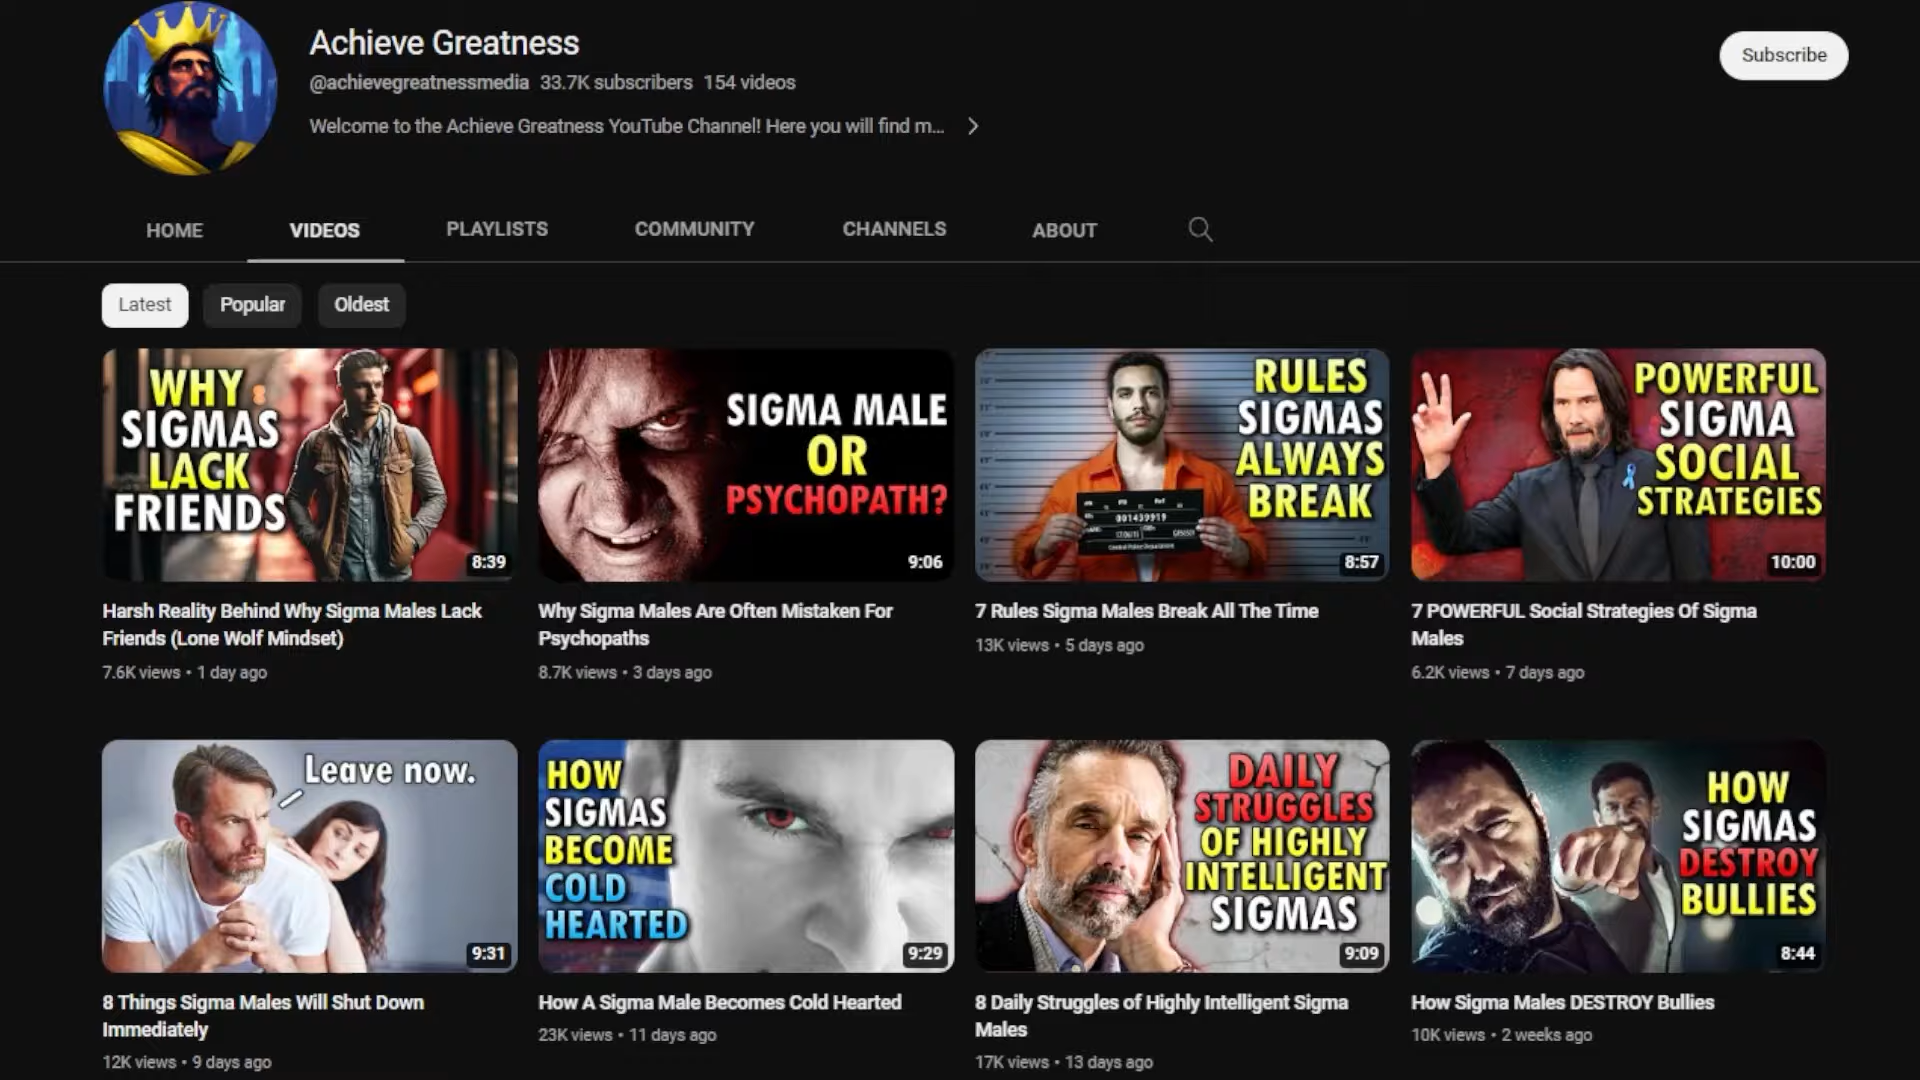 Achieve Greatness
@achievegreatnessmedia 33.7K subscribers 154 videos
Welcome to the Achieve Greatness YouTube Channel! Here you will find m...
Subscribe
HOME VIDEOS PLAYLISTS COMMUNITY CHANNELS ABOUT
Latest Popular Oldest
WHY
SIGMAS
LACK
FRIENDS
8:39
Harsh Reality Behind Why Sigma Males Lack
Friends (Lone Wolf Mindset)
7.6K views • 1 day ago
SIGMA MALE
OR
PSYCHOPATH?
9:06
Why Sigma Males Are Often Mistaken For
Psychopaths
8.7K views • 3 days ago
RULES
SIGMAS
ALWAYS
BREAK
001439919
8:57
7 Rules Sigma Males Break All The Time
13K views • 5 days ago
POWERFUL
SIGMA
SOCIAL
STRATEGIES
10:00
7 POWERFUL Social Strategies Of Sigma
Males
6.2K views • 7 days ago
Leave now.
9:31
8 Things Sigma Males Will Shut Down
Immediately
12K views • 9 days ago
HOW
SIGMAS
BECOME
COLD
HEARTED
9:29
How A Sigma Male Becomes Cold Hearted
23K views • 11 days ago
DAILY
STRUGGLES
OF HIGHLY
INTELLIGENT
SIGMAS
9:09
8 Daily Struggles of Highly Intelligent Sigma
Males
17K views • 13 days ago
HOW
SIGMAS
DESTROY
BULLIES
8:44
How Sigma Males DESTROY Bullies
10K views • 2 weeks ago